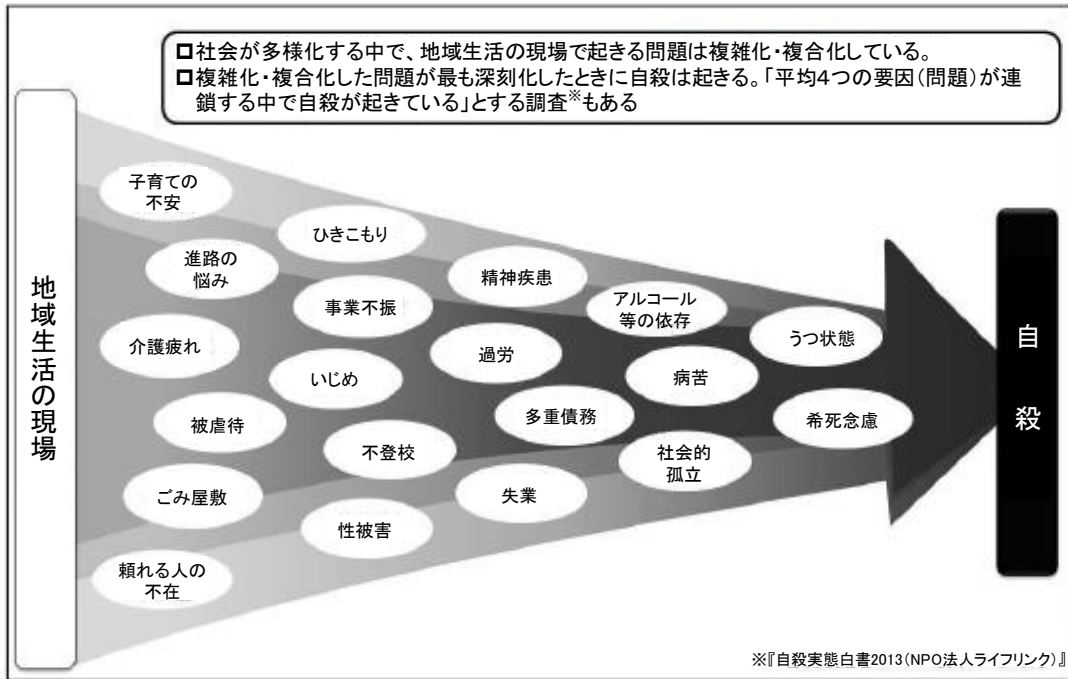 □社会が多様化する中で、地域生活の現場で起きる問題は複雑化・複合化している。
□複雑化・複合化した問題が最も深刻化したときに自殺は起きる。「平均4つの要因(問題)が連
鎖する中で自殺が起きている」とする調査※もある
地域生活の現場
子育ての
不安
進路の
悩み
介護疲れ
被虐待
ごみ屋敷
頼れる人の
不在
ひきこもり
事業不振
いじめ
不登校
性被害
精神疾患
過労
多重債務
失業
アルコール
等の依存
病苦
社会的
孤立
うつ状態
希死念慮
自殺
※『自殺実態白書2013(NPO法人ライフリンク)』